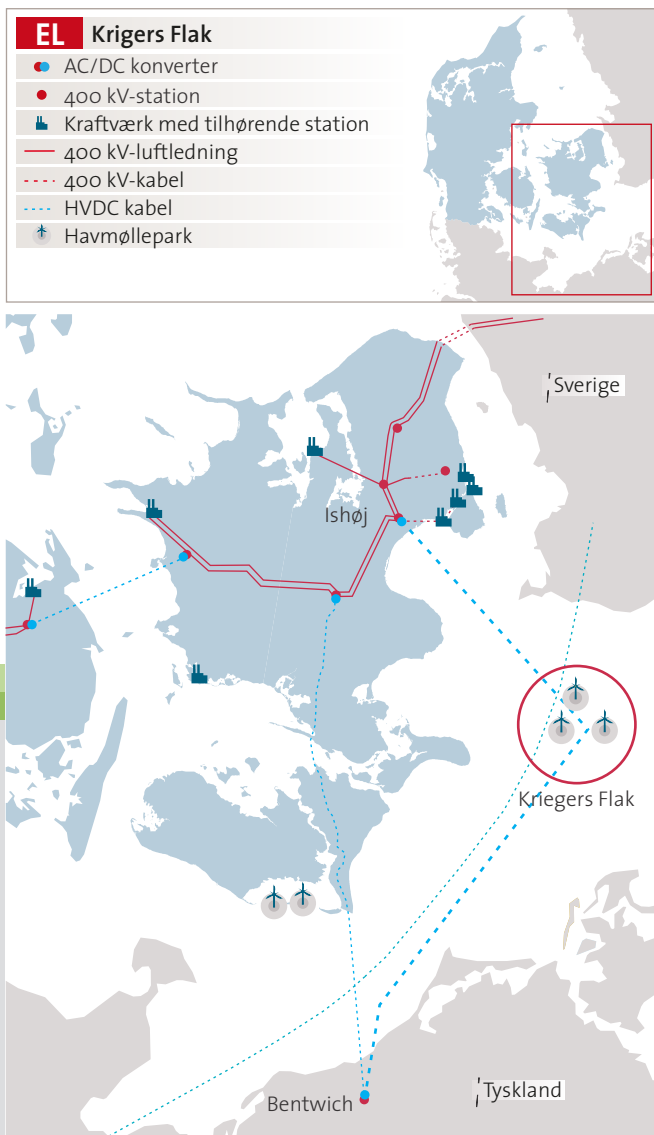 EL Krigers Flak
AC/DC konverter
400 kV-station
Kraftværk med tilhørende station
400 kV-luftledning
400 kV-kabel
HVDC kabel
Havmøllepark
Sverige
Ishøj
Kriegers Flak
Tyskland
Bentwich